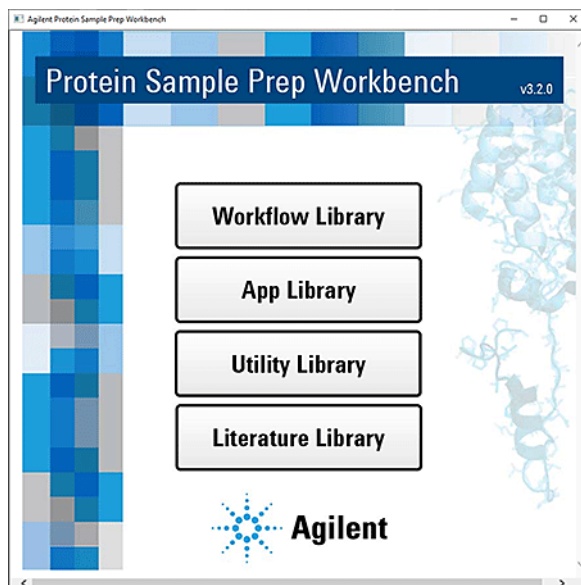 Agilent Protein Sample Prep Workbench
Protein Sample Prep Workbench
v3.2.0
Workflow Library
App Library
Utility Library
Literature Library
Agilent